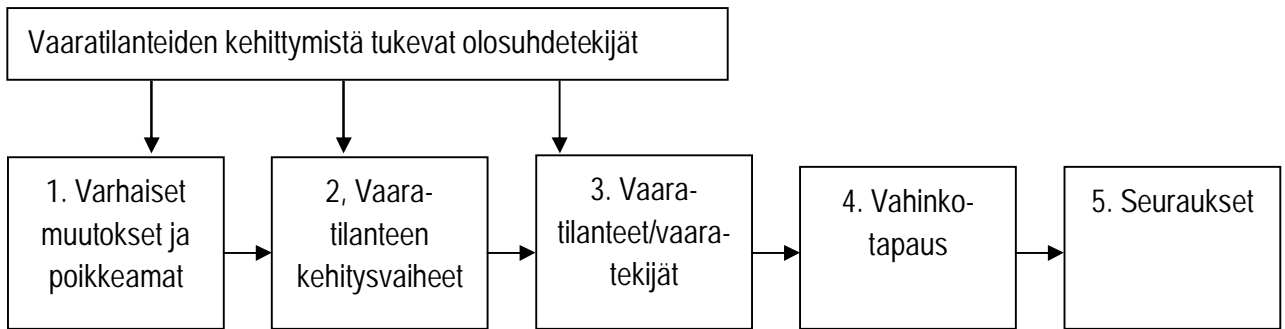 Vaaratilanteiden kehittymistä tukevat olosuhdetekijät
1. Varhaiset
muutokset ja
poikkeamat
2, Vaara-
tilanteen
kehitysvaiheet
3. Vaara-
tilanteet/vaara-
tekijät
4. Vahinko-
tapaus
5. Seuraukset